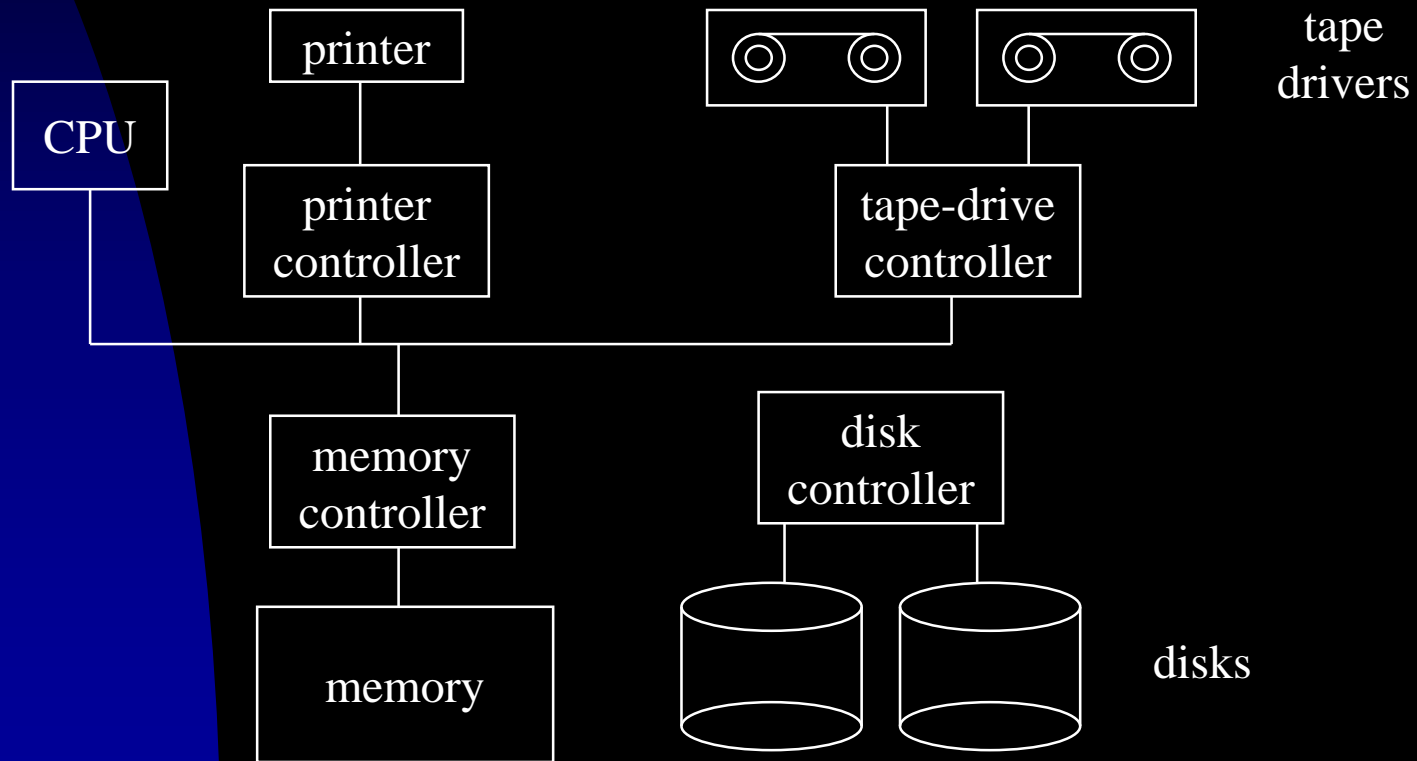 printer
tape
drivers
CPU
printer
controller
tape-drive
controller
memory
controller
disk
controller
memory
disks